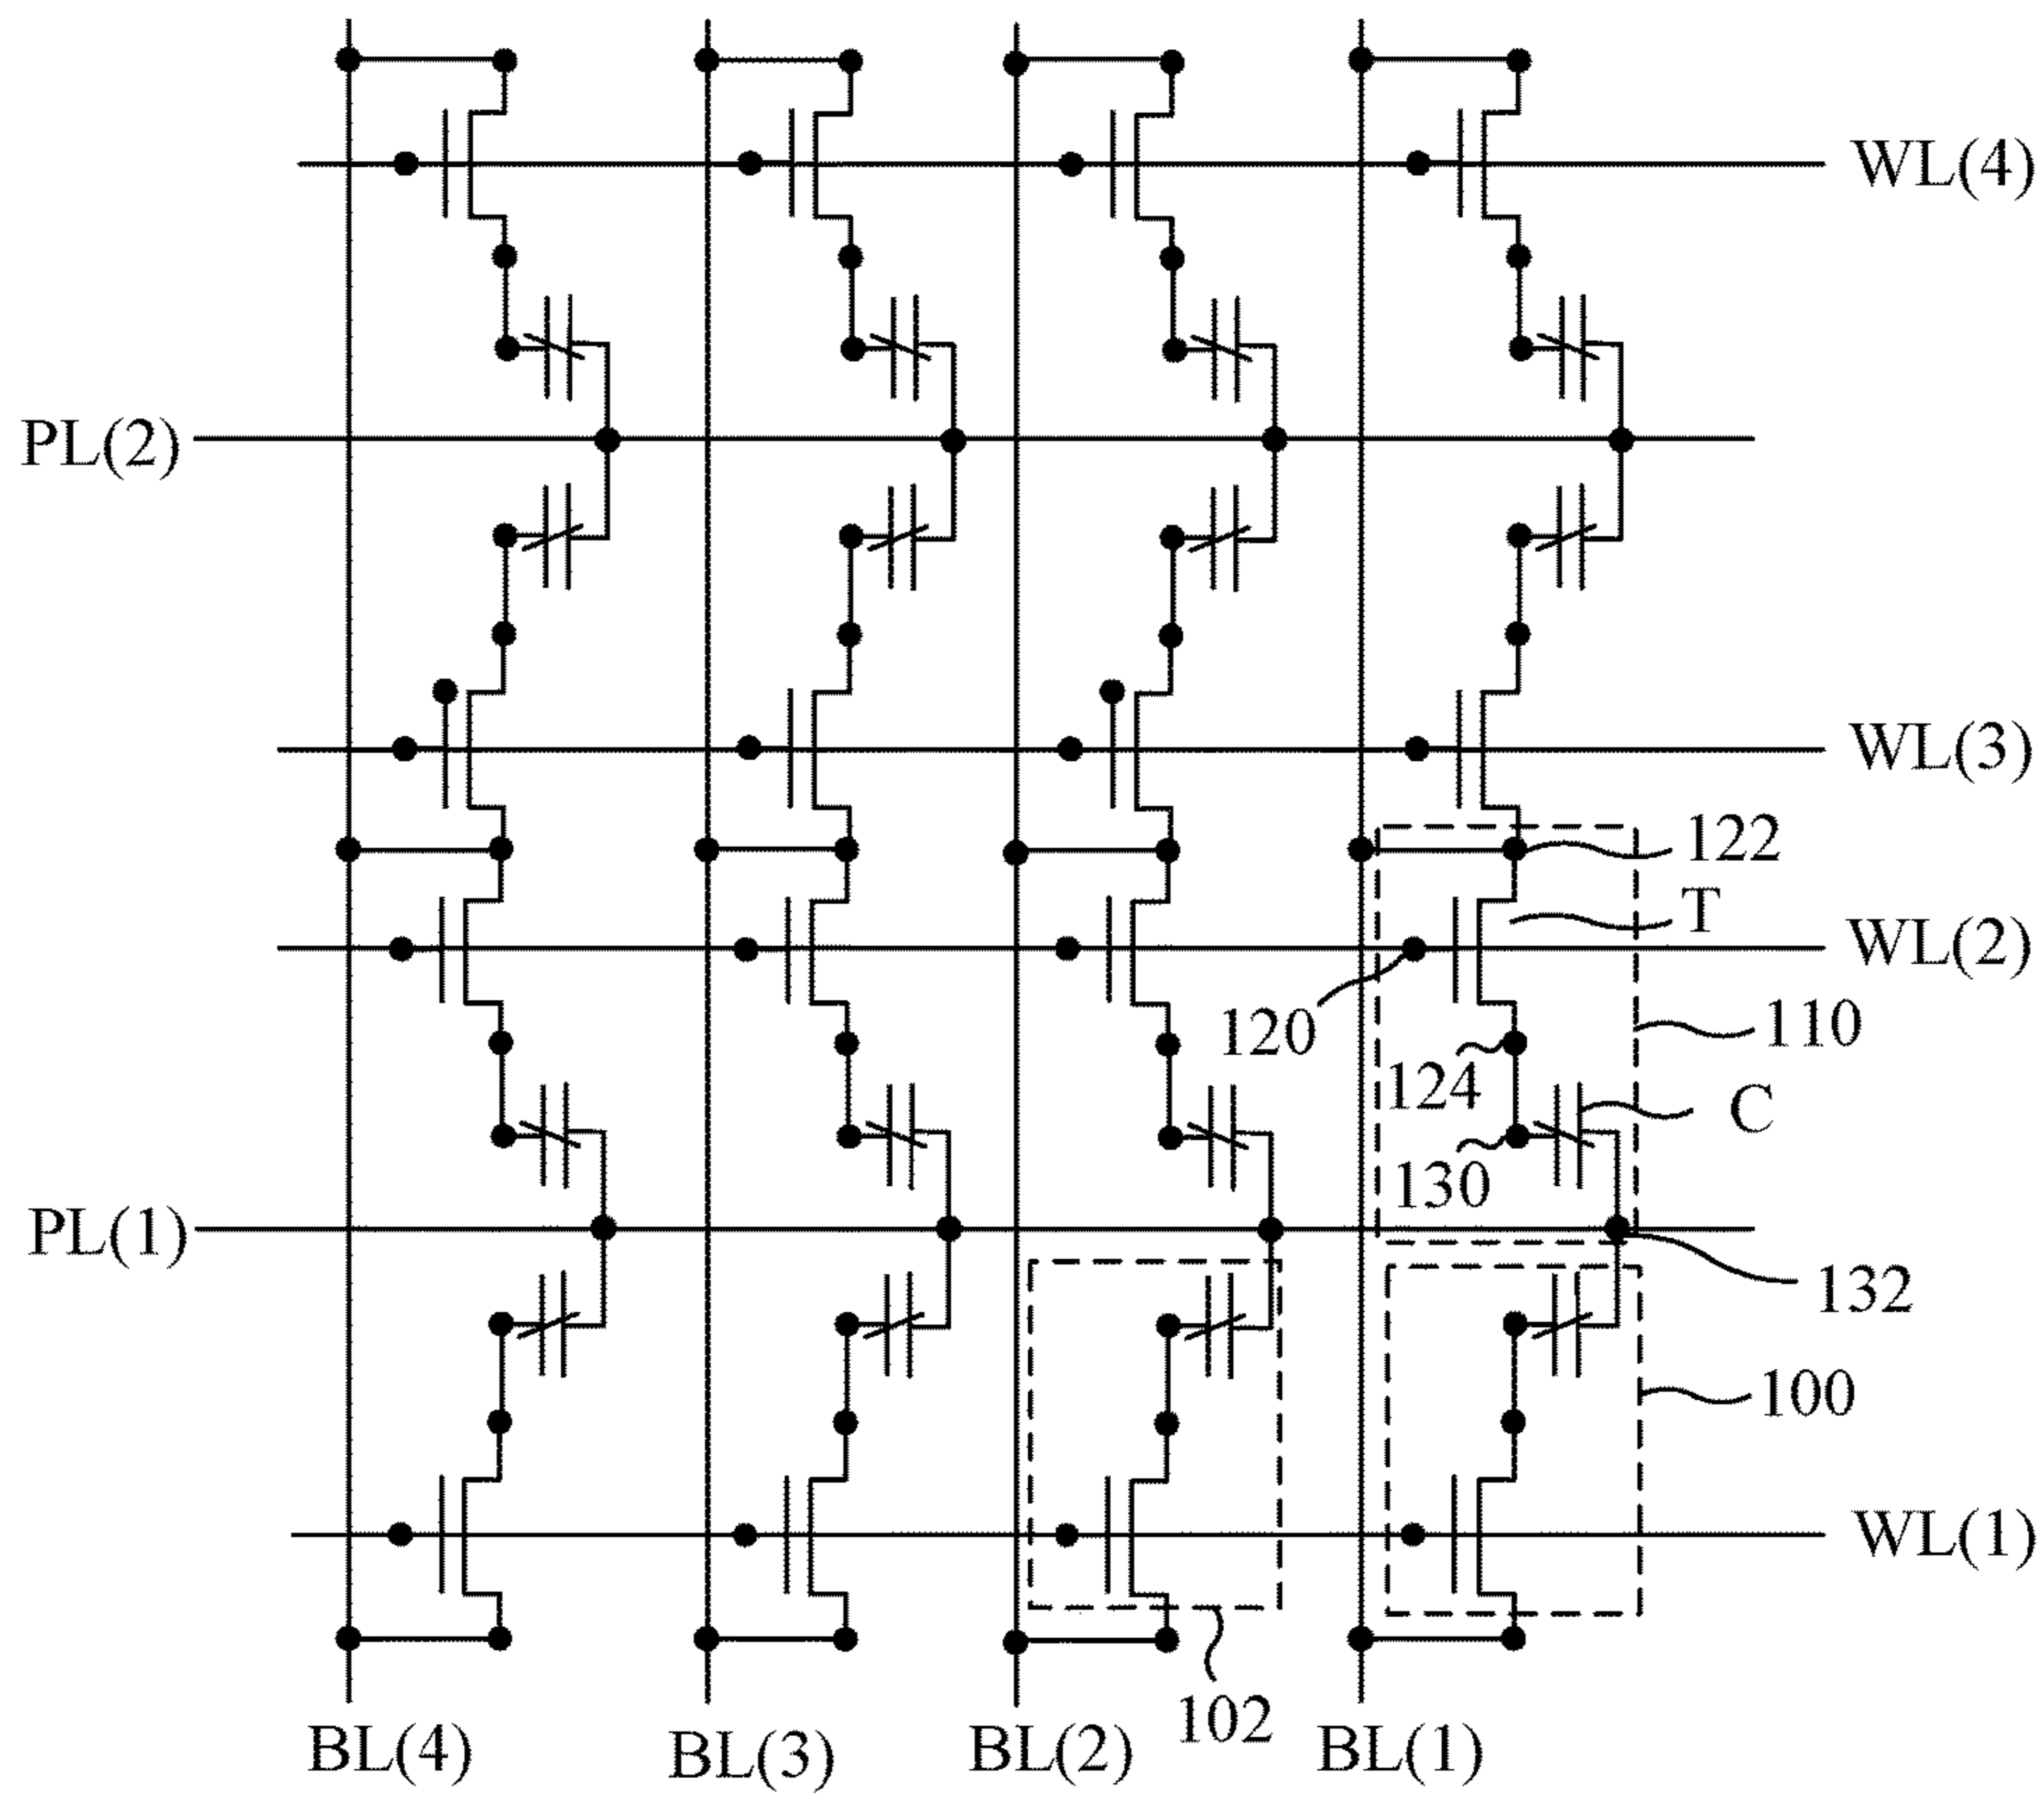 WL(4)
PL(2)
WL(3)
122
T
WL(2)
120
110
124
C
130
PL(1)
132
100
WL(1)
102
BL(4)
BL(3)
BL(2)
BL(1)